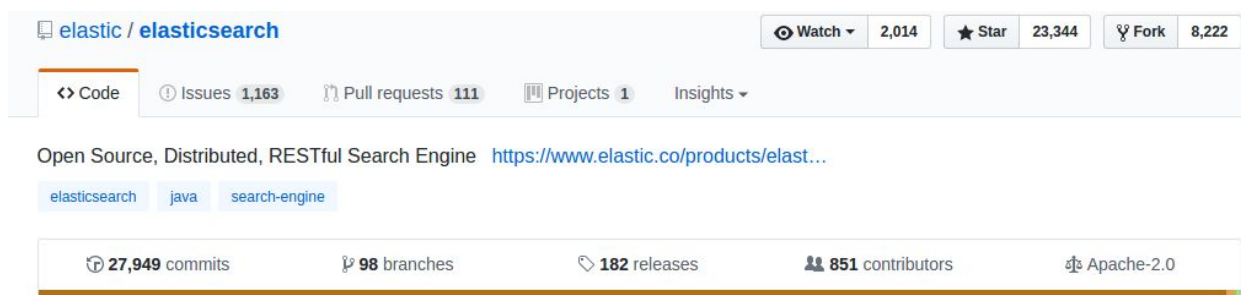 elastic / elasticsearch Watch 2,014 Star 23,344 Fork 8,222
Code Issues 1,163 Pull requests 111 Projects 1 Insights
Open Source, Distributed, RESTful Search Engine https://www.elastic.co/products/elast…
elasticsearch java search-engine
27,949 commits 98 branches 182 releases 851 contributors Apache-2.0